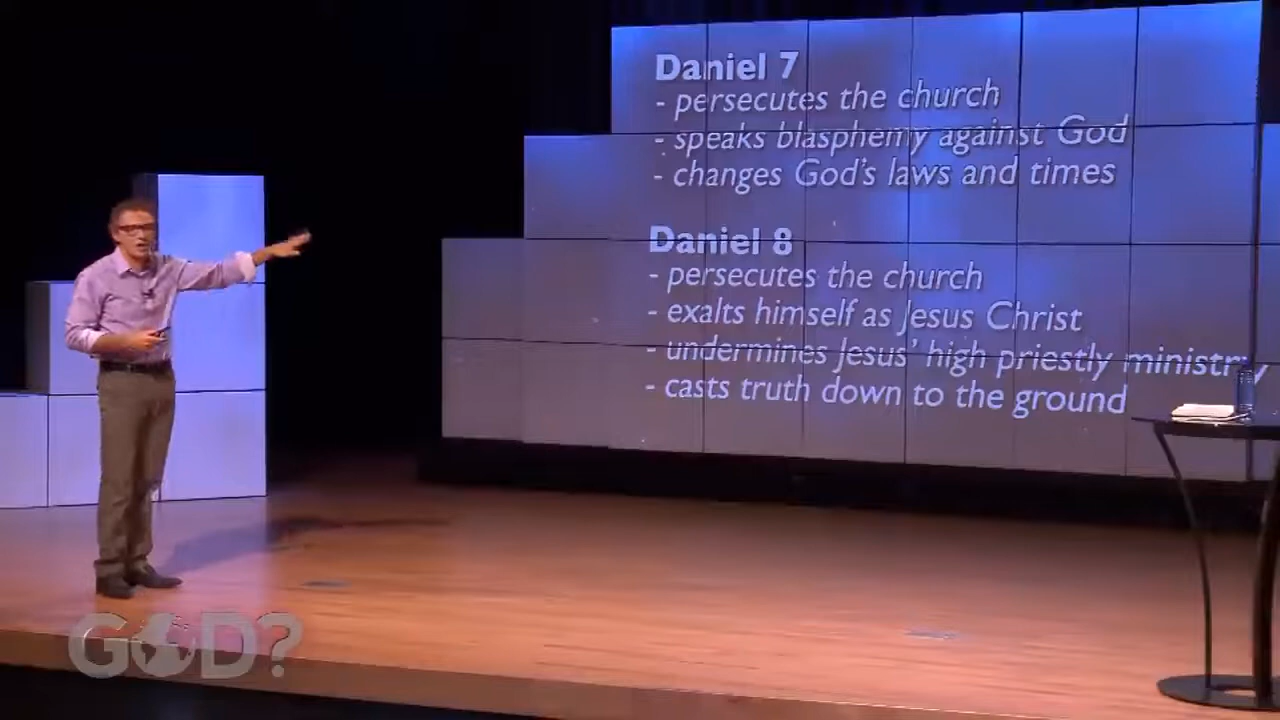 Daniel 7
- persecutes the church
- speaks blasphemy against God
- changes God's laws and times
Daniel 8
- persecutes the church
- exalts himself as Jesus Christ
- undermines Jesus' high priestly ministry
- casts truth down to the ground
GOD?